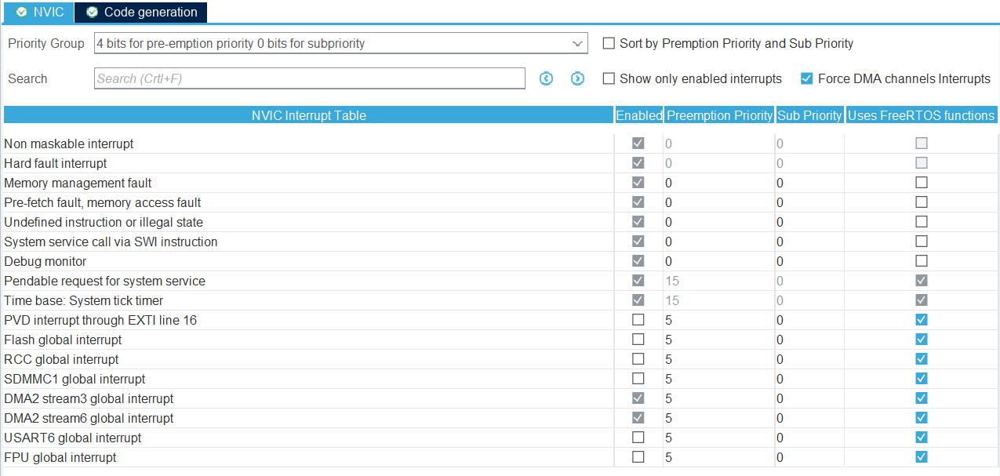 NVIC Code generation
Priority Group 4 bits for pre-emption priority 0 bits for subpriority Sort by Premption Priority and Sub Priority
Search Search (Crtl+F) Show only enabled interrupts Force DMA channels Interrupts
NVIC Interrupt Table Enabled Preemption Priority Sub Priority Uses FreeRTOS functions
Non maskable interrupt 0 0
Hard fault interrupt 0 0
Memory management fault 0 0
Pre-fetch fault, memory access fault 0 0
Undefined instruction or illegal state 0 0
System service call via SWI instruction 0 0
Debug monitor 0 0
Pendable request for system service 15 0
Time base: System tick timer 15 0
PVD interrupt through EXTI line 16 5 0
Flash global interrupt 5 0
RCC global interrupt 5 0
SDMMC1 global interrupt 5 0
DMA2 stream3 global interrupt 5 0
DMA2 stream6 global interrupt 5 0
USART6 global interrupt 5 0
FPU global interrupt 5 0